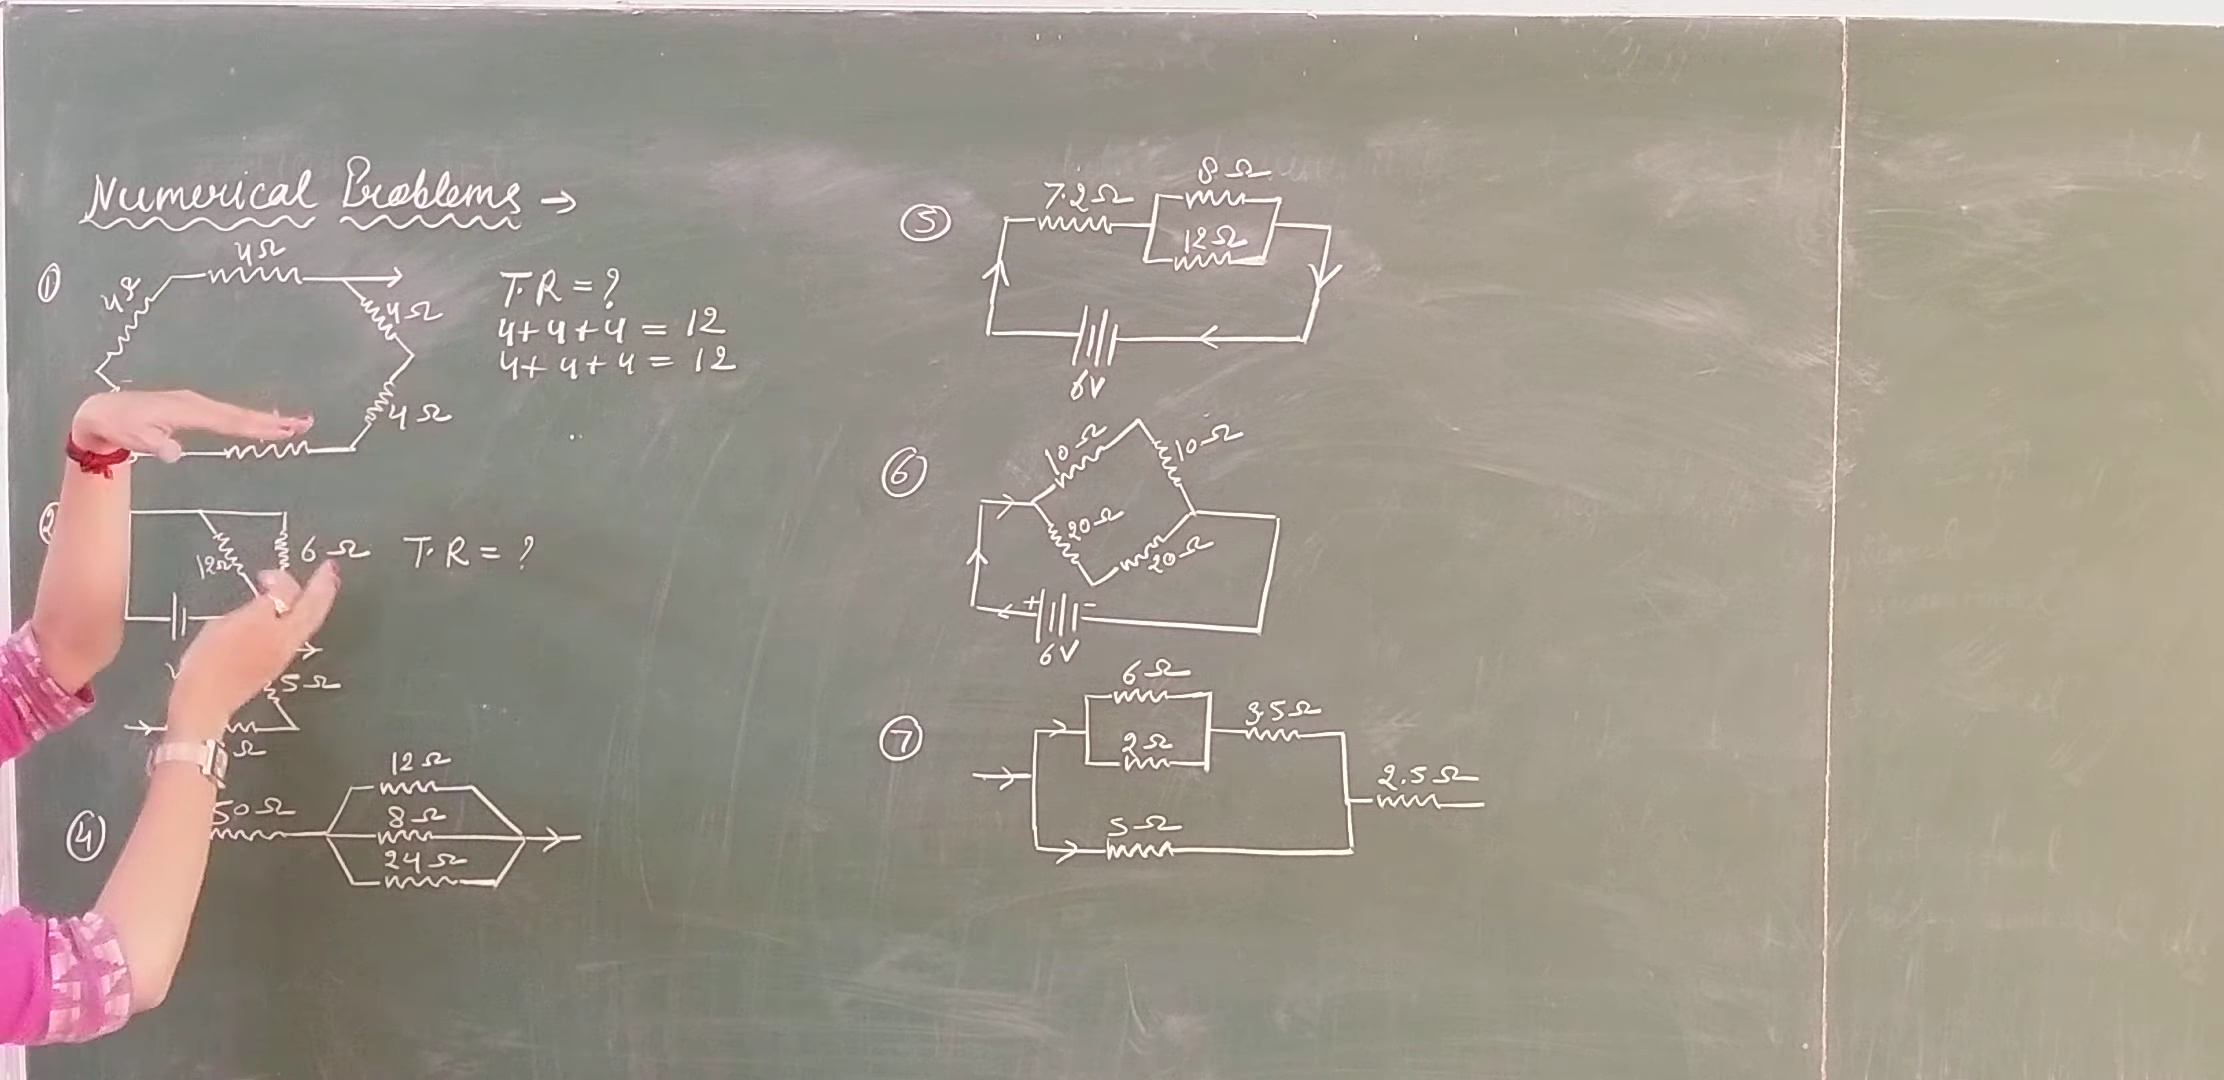 Numerical Problems →
① 4Ω
4Ω
4Ω
4Ω
T.R = ?
4+4+4 = 12
4+4+4 = 12
12Ω
6Ω T.R = ?
5Ω
Ω
④ 50Ω
12Ω
8Ω
24Ω
⑤ 7.2Ω
8Ω
12Ω
6V
⑥ 10Ω
10Ω
20Ω
20Ω
+ -
6V
⑦ 6Ω
2Ω
3.5Ω
5Ω
2.5Ω